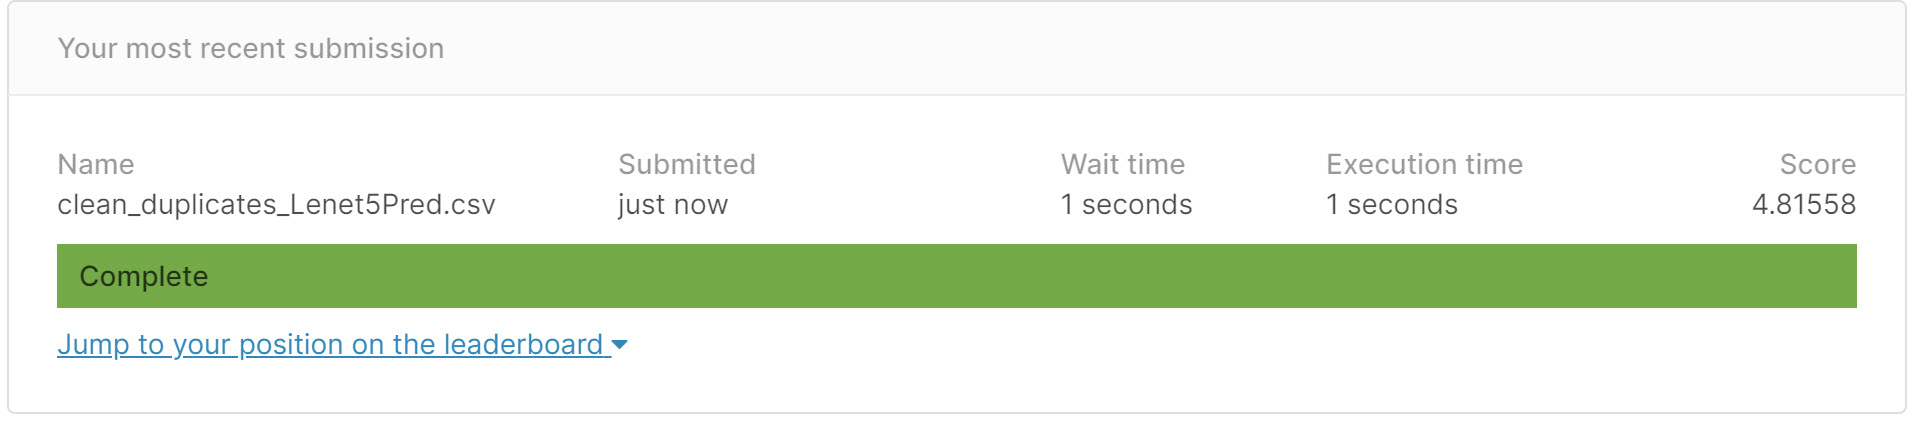 Your most recent submission
Name Submitted Wait time Execution time Score
clean_duplicates_Lenet5Pred.csv just now 1 seconds 1 seconds 4.81558
Complete
Jump to your position on the leaderboard